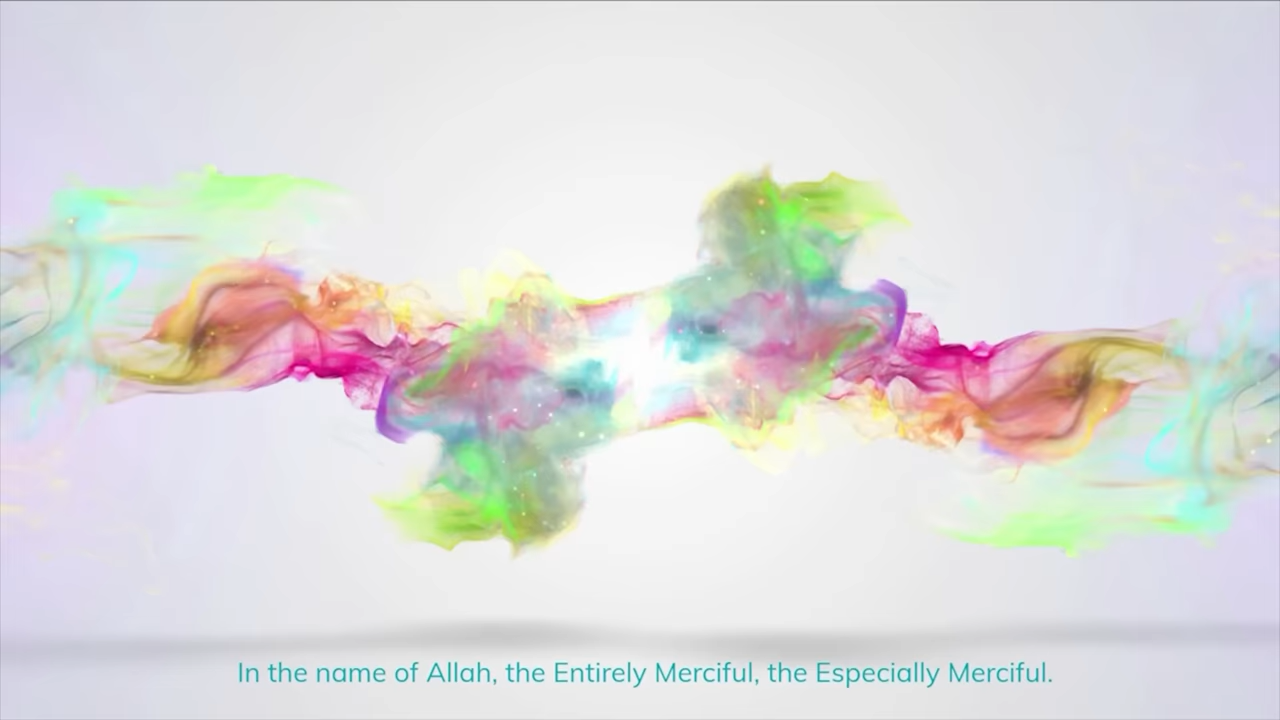 In the name of Allah, the Entirely Merciful, the Especially Merciful.